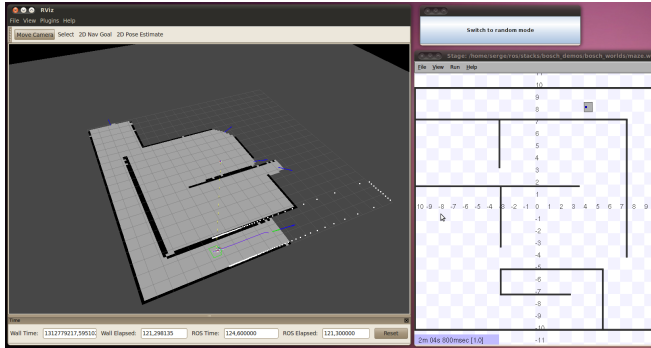 RViz
File View Plugins Help
Move Camera Select 2D Nav Goal 2D Pose Estimate
Time
Wall Time: 1312779217,595102 Wall Elapsed: 121,298135 ROS Time: 124,600000 ROS Elapsed: 121,300000 Reset
Switch to random mode
Stage: /home/sergo/ros/stacks/bosch_demos/bosch_worlds/maze.w
File View Run Help
11
10
9
8
7
6
5
4
3
2
1
10 -9 -8 -7 -6 -5 -4 -3 -2 -1 0 1 2 3 4 5 6 7 8 9
-1
-2
-3
-4
-5
-6
-7
-8
-9
-10
-11
2m 04s 800msec [1.0]